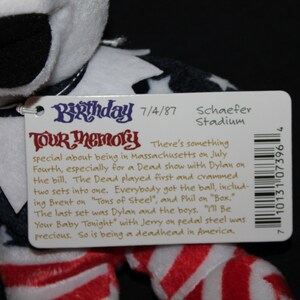 Birthday 7/4/87 Schaefer
Stadium
Tour Memory There's something
special about being in Massachusetts on July
Fourth, especially for a Dead show with Dylan on
the bill. The Dead played first and crammed
two sets into one. Everybody got the ball, includ-
ing Brent on "Tons of Steel", and Phil on "Box."
The last set was Dylan and the boys. "I'll Be
Your Baby Tonight" with Jerry on pedal steel was
precious. So is being a deadhead in America.
7 10131 07396 4